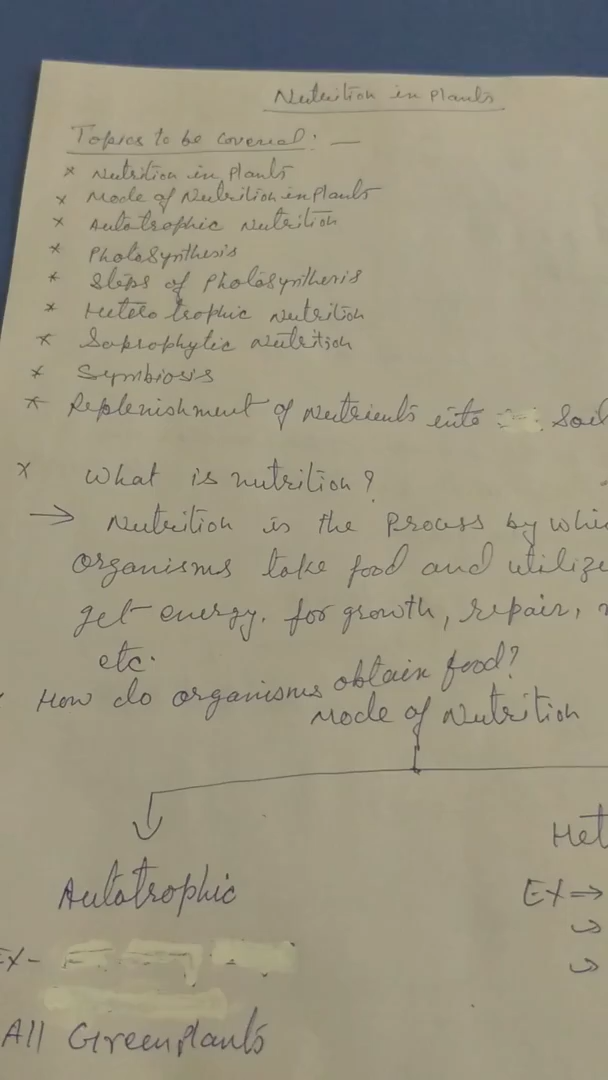 Nutrition in Plants
Topics to be covered: —
* Nutrition in Plants
* Mode of Nutrition in Plants
* Autotrophic Nutrition
* Photosynthesis
* Steps of Photosynthesis
* Heterotrophic Nutrition
* Saprophytic Nutrition
* Symbiosis
* Replenishment of Nutrients into Soil
x What is nutrition?
→ Nutrition is the process by whi
organisms take food and utilize
get energy. for growth, repair,
etc.
How do organisms obtain food?
Mode of Nutrition
Autotrophic Het
Ex-
Ex ⇒
All Green plants